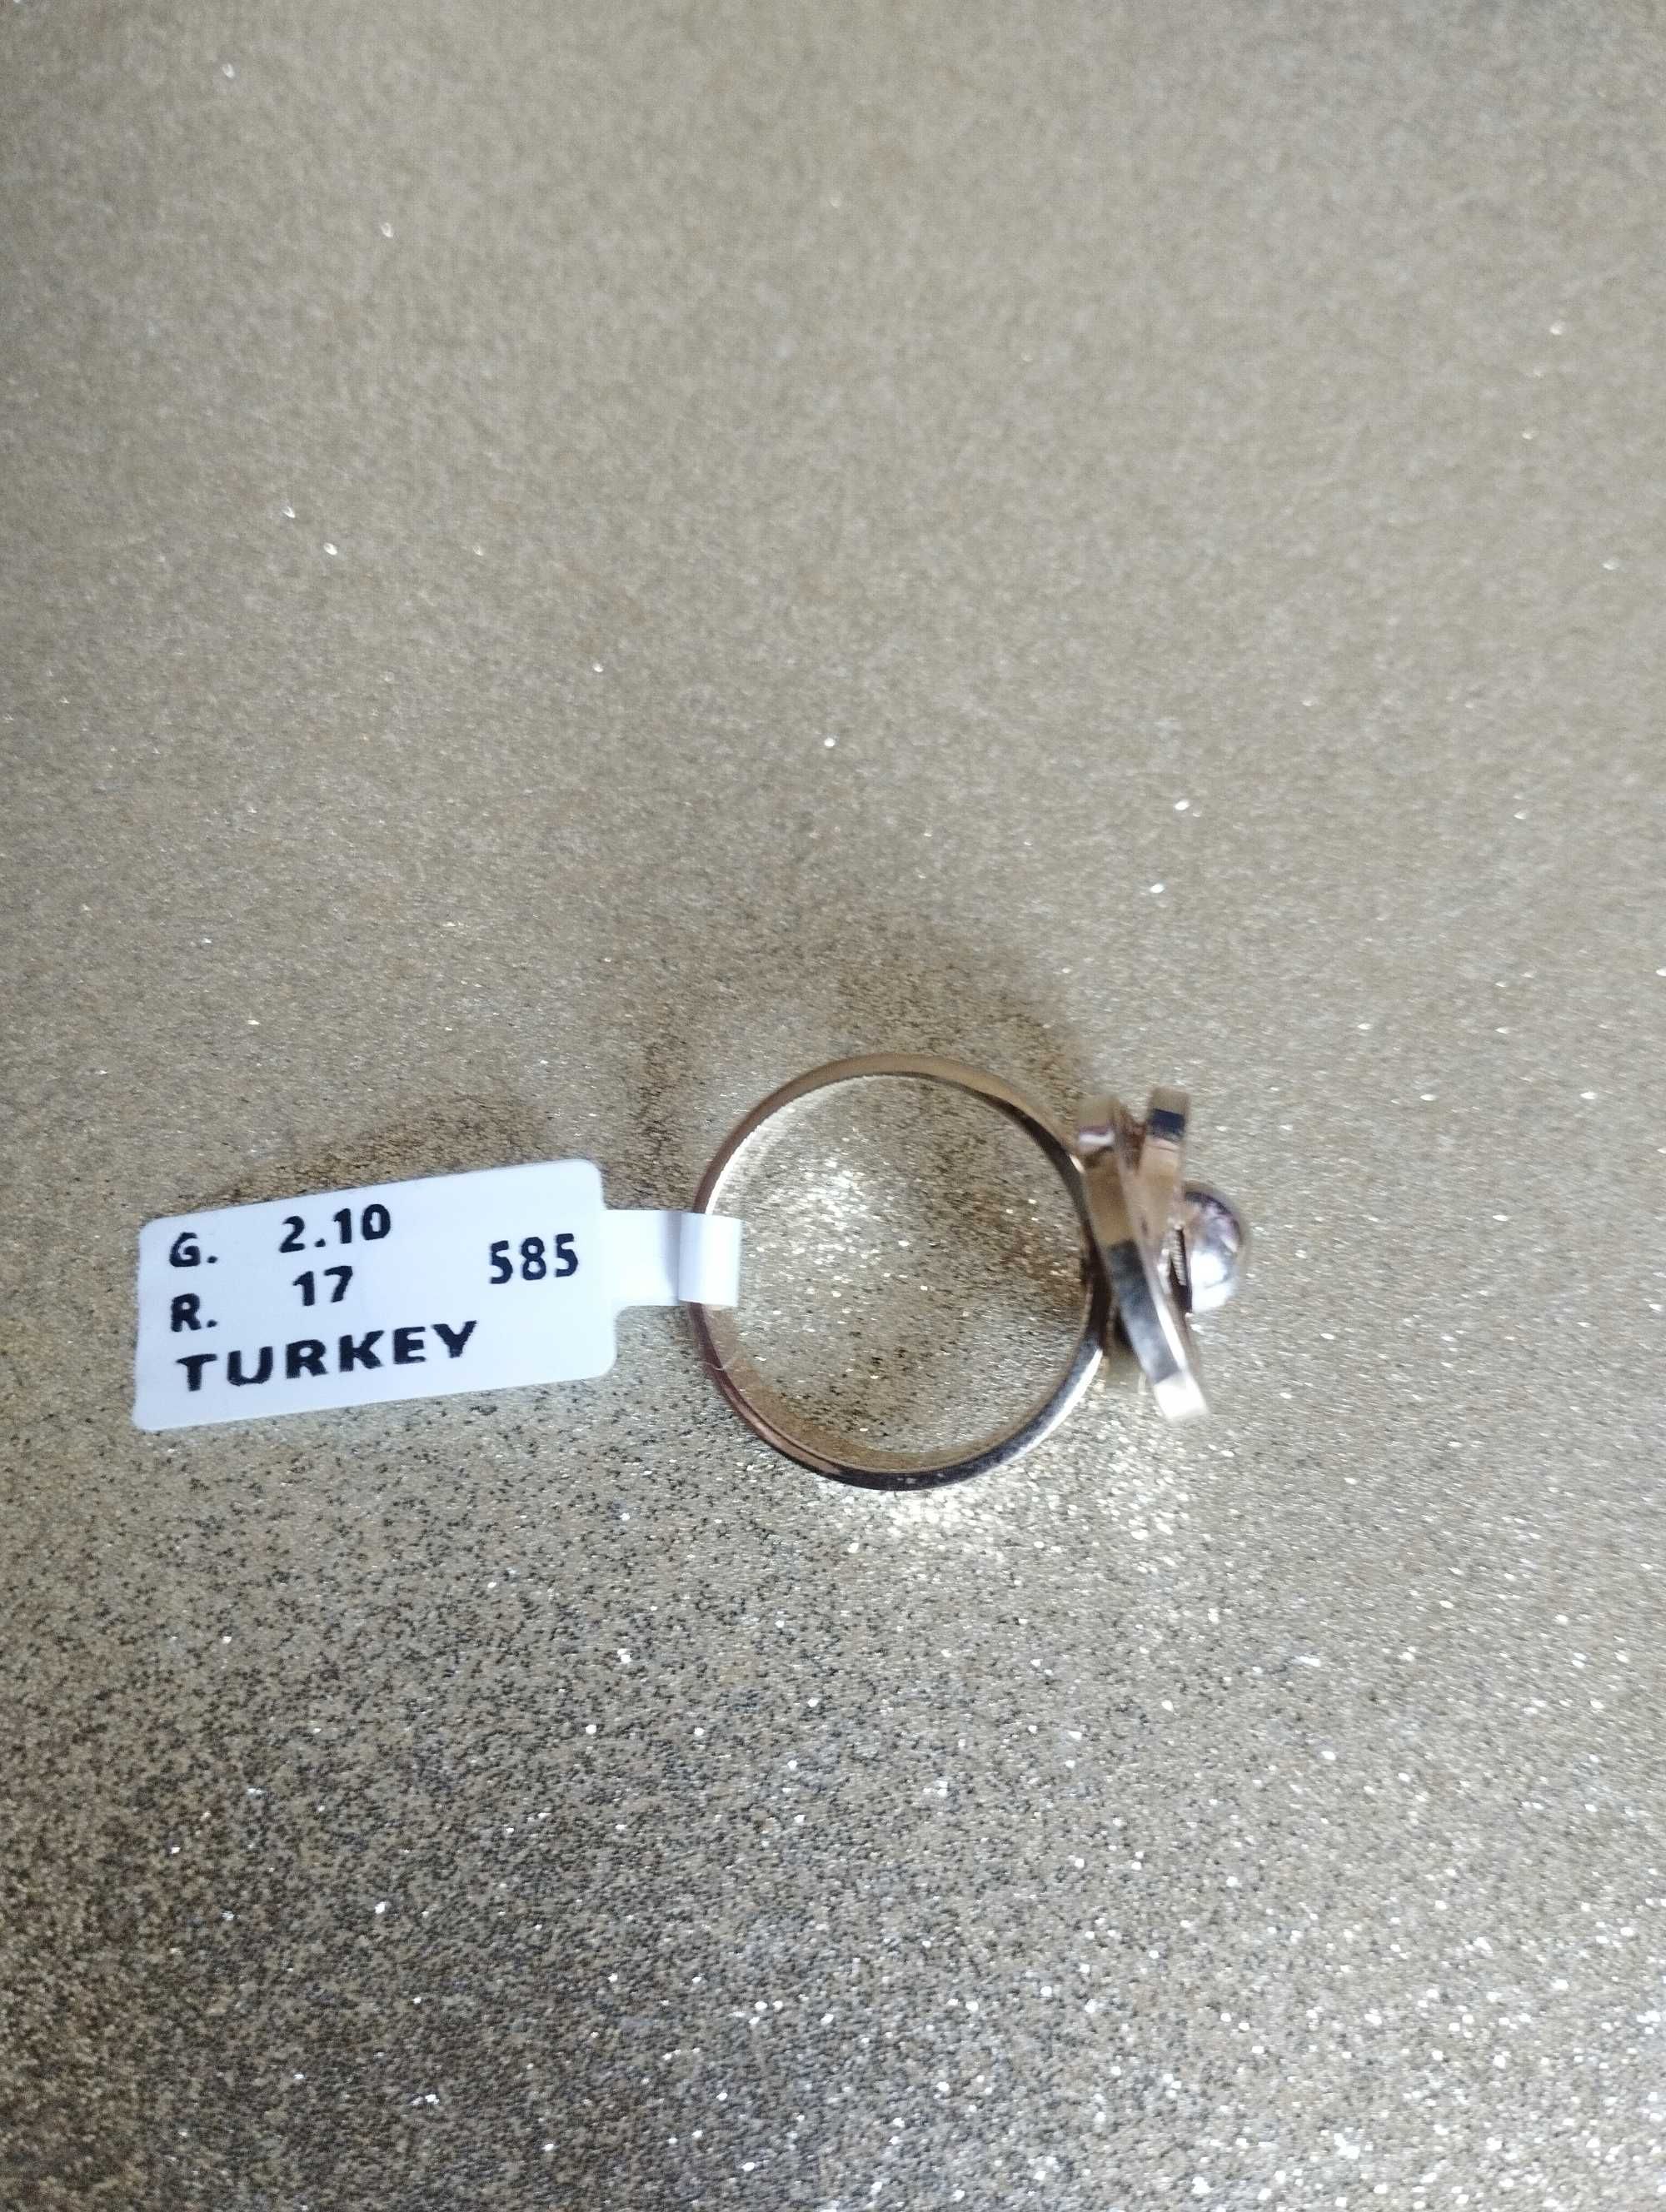 G. 2.10
585
R. 17
TURKEY